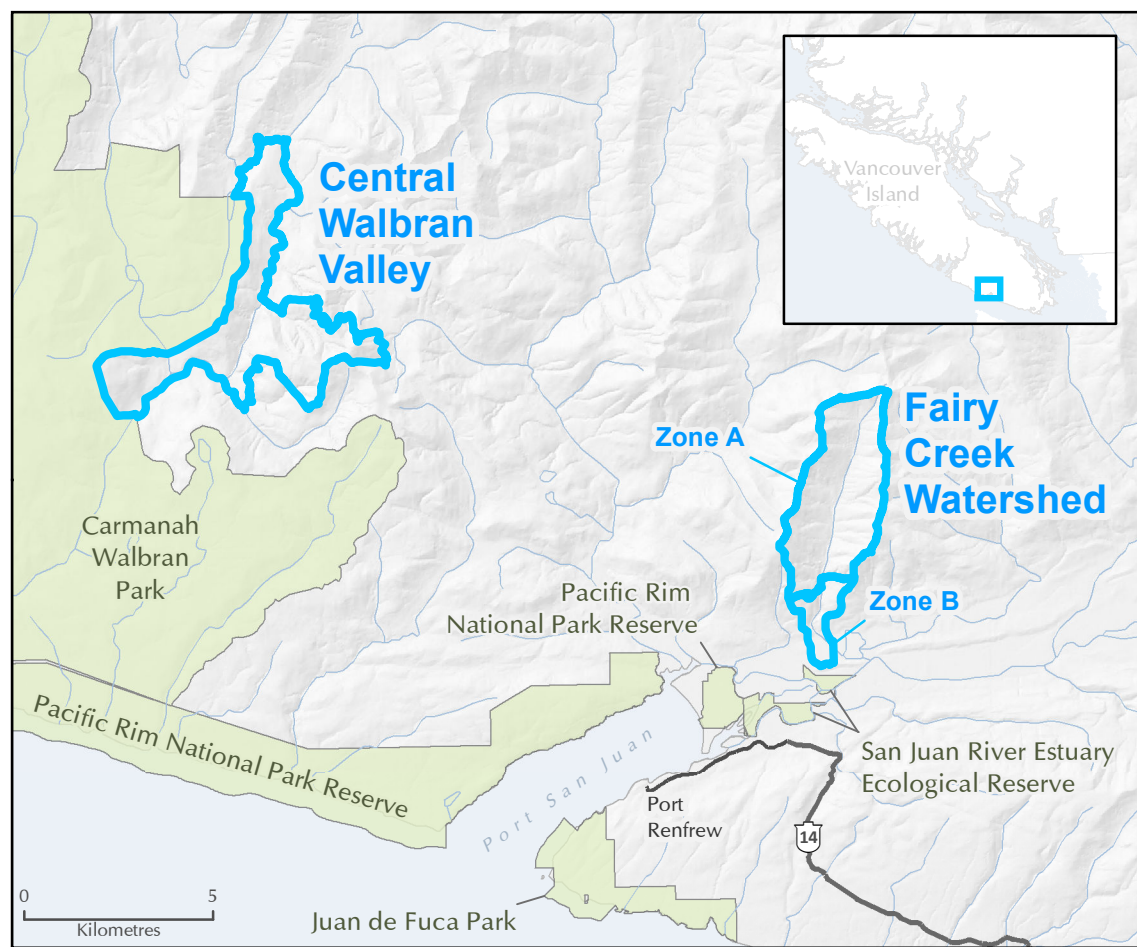 Vancouver
Island
Central
Walbran
Valley
Fairy
Creek
Watershed
Zone A
Zone B
Carmanah
Walbran
Park
Pacific Rim
National Park Reserve
Pacific Rim National Park Reserve
Port San Juan
San Juan River Estuary
Ecological Reserve
Port
Renfrew
14
Juan de Fuca Park
0 5
Kilometres